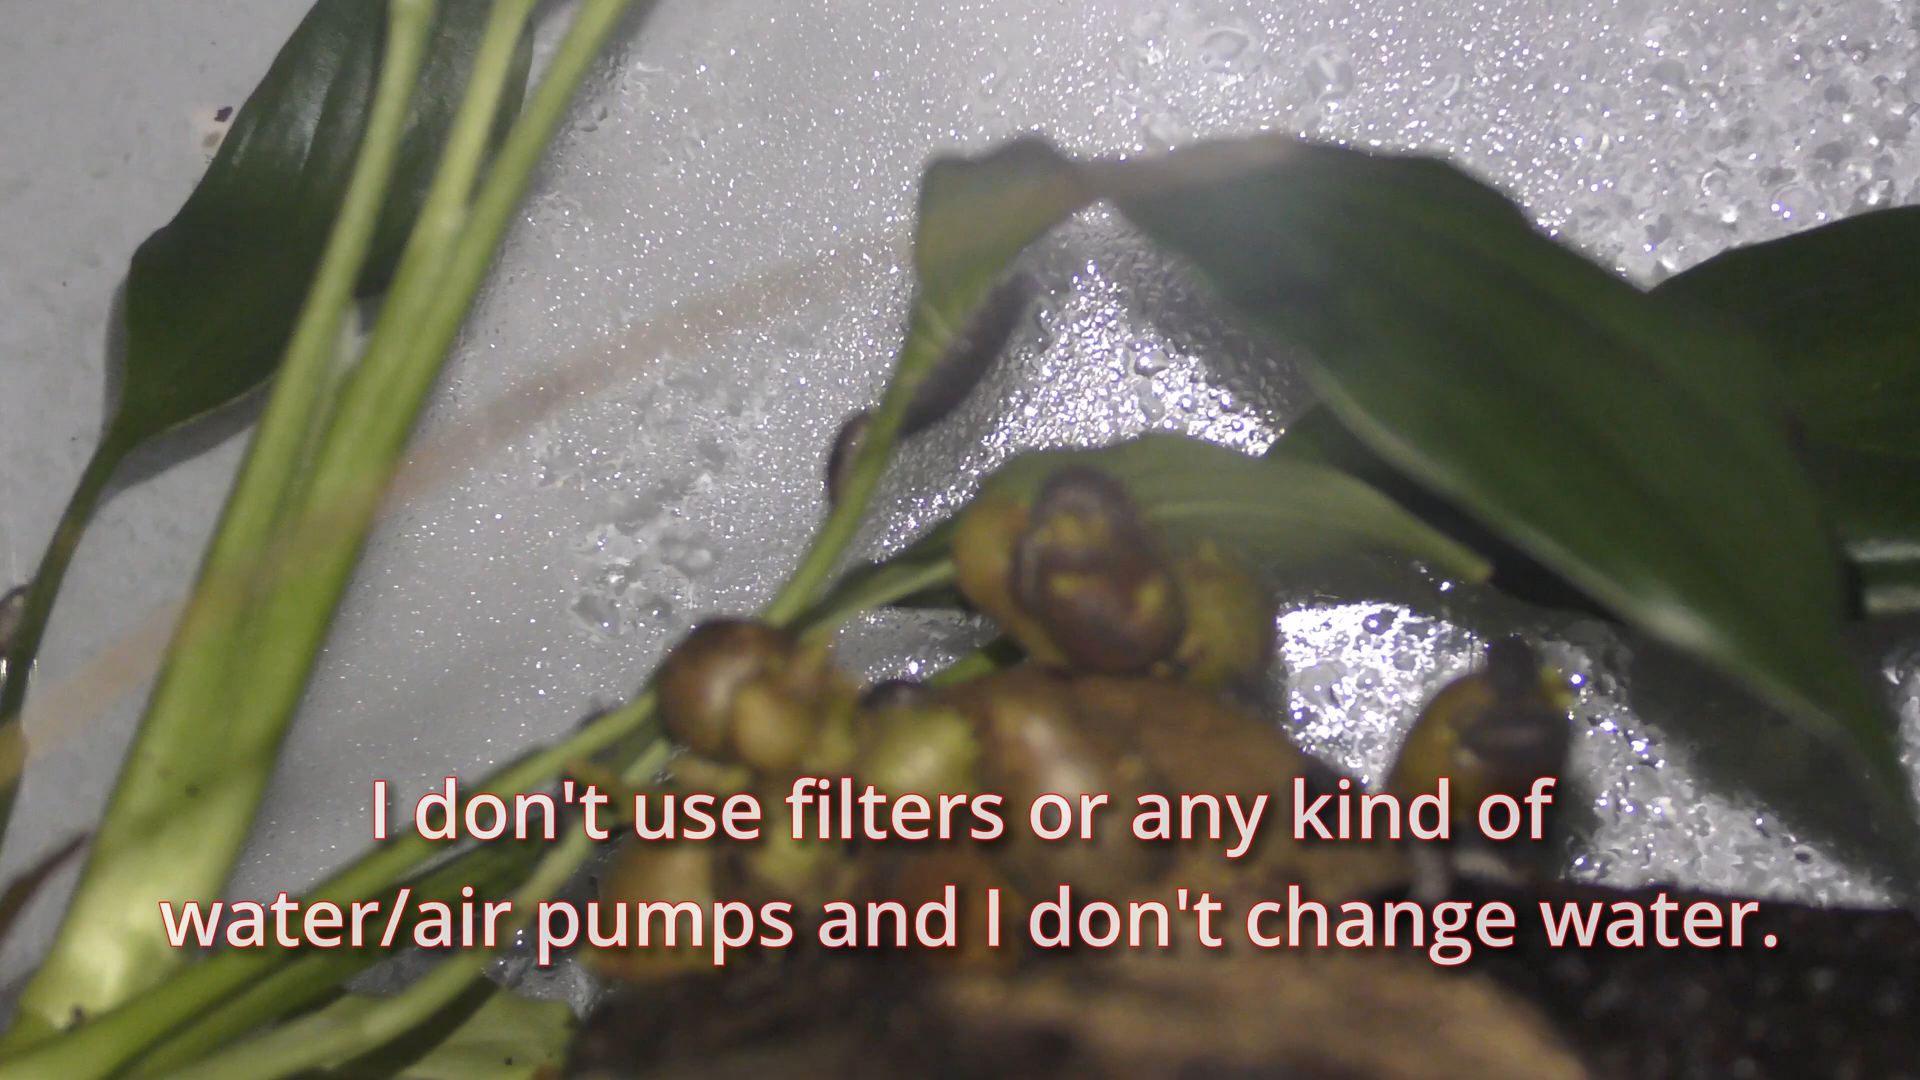 I don't use filters or any kind of
water/air pumps and I don't change water.